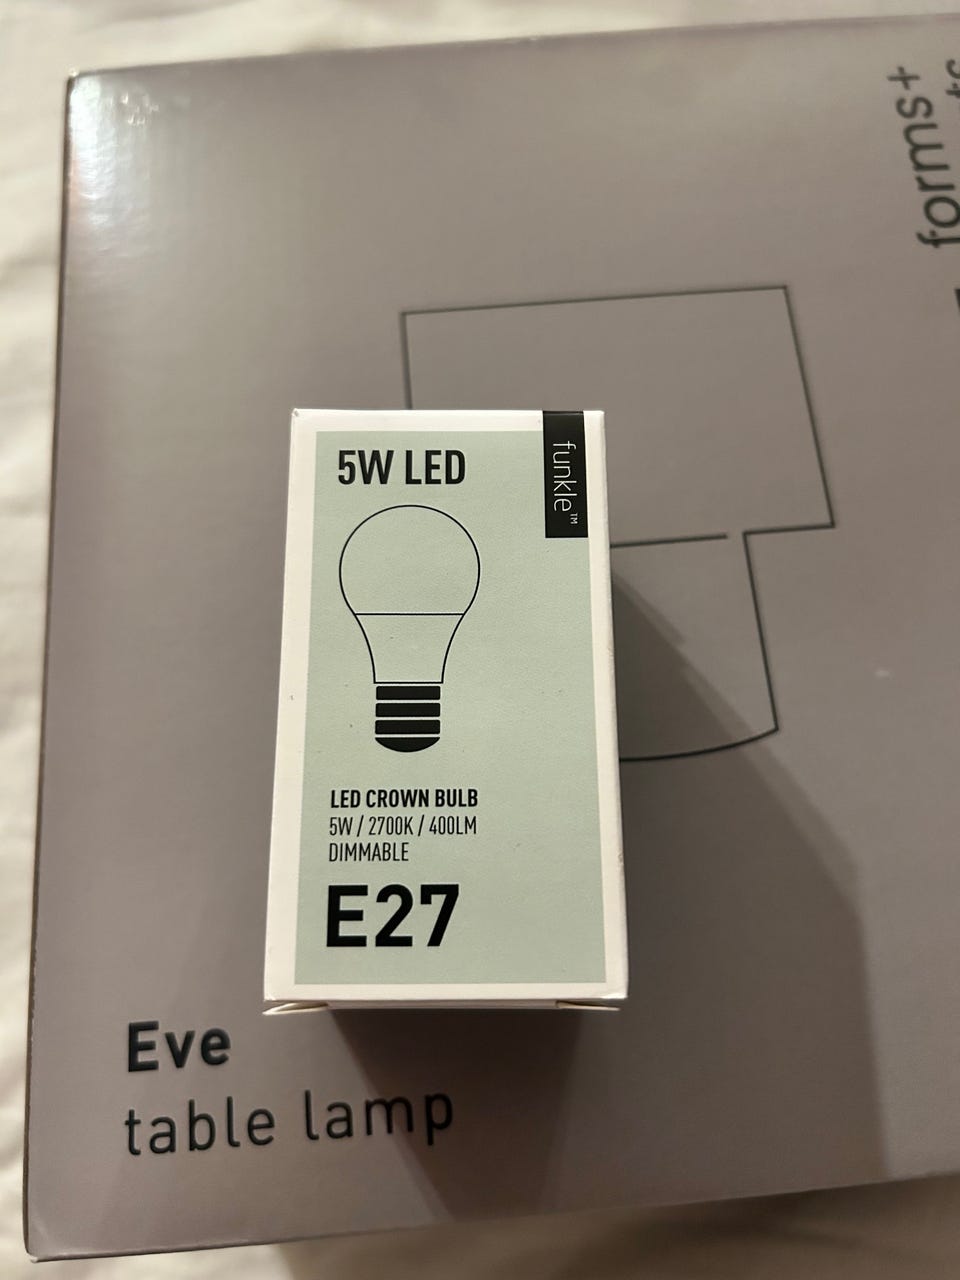 forms+
5W LED
funkle™
LED CROWN BULB
5W / 2700K / 400LM
DIMMABLE
E27
Eve
table lamp